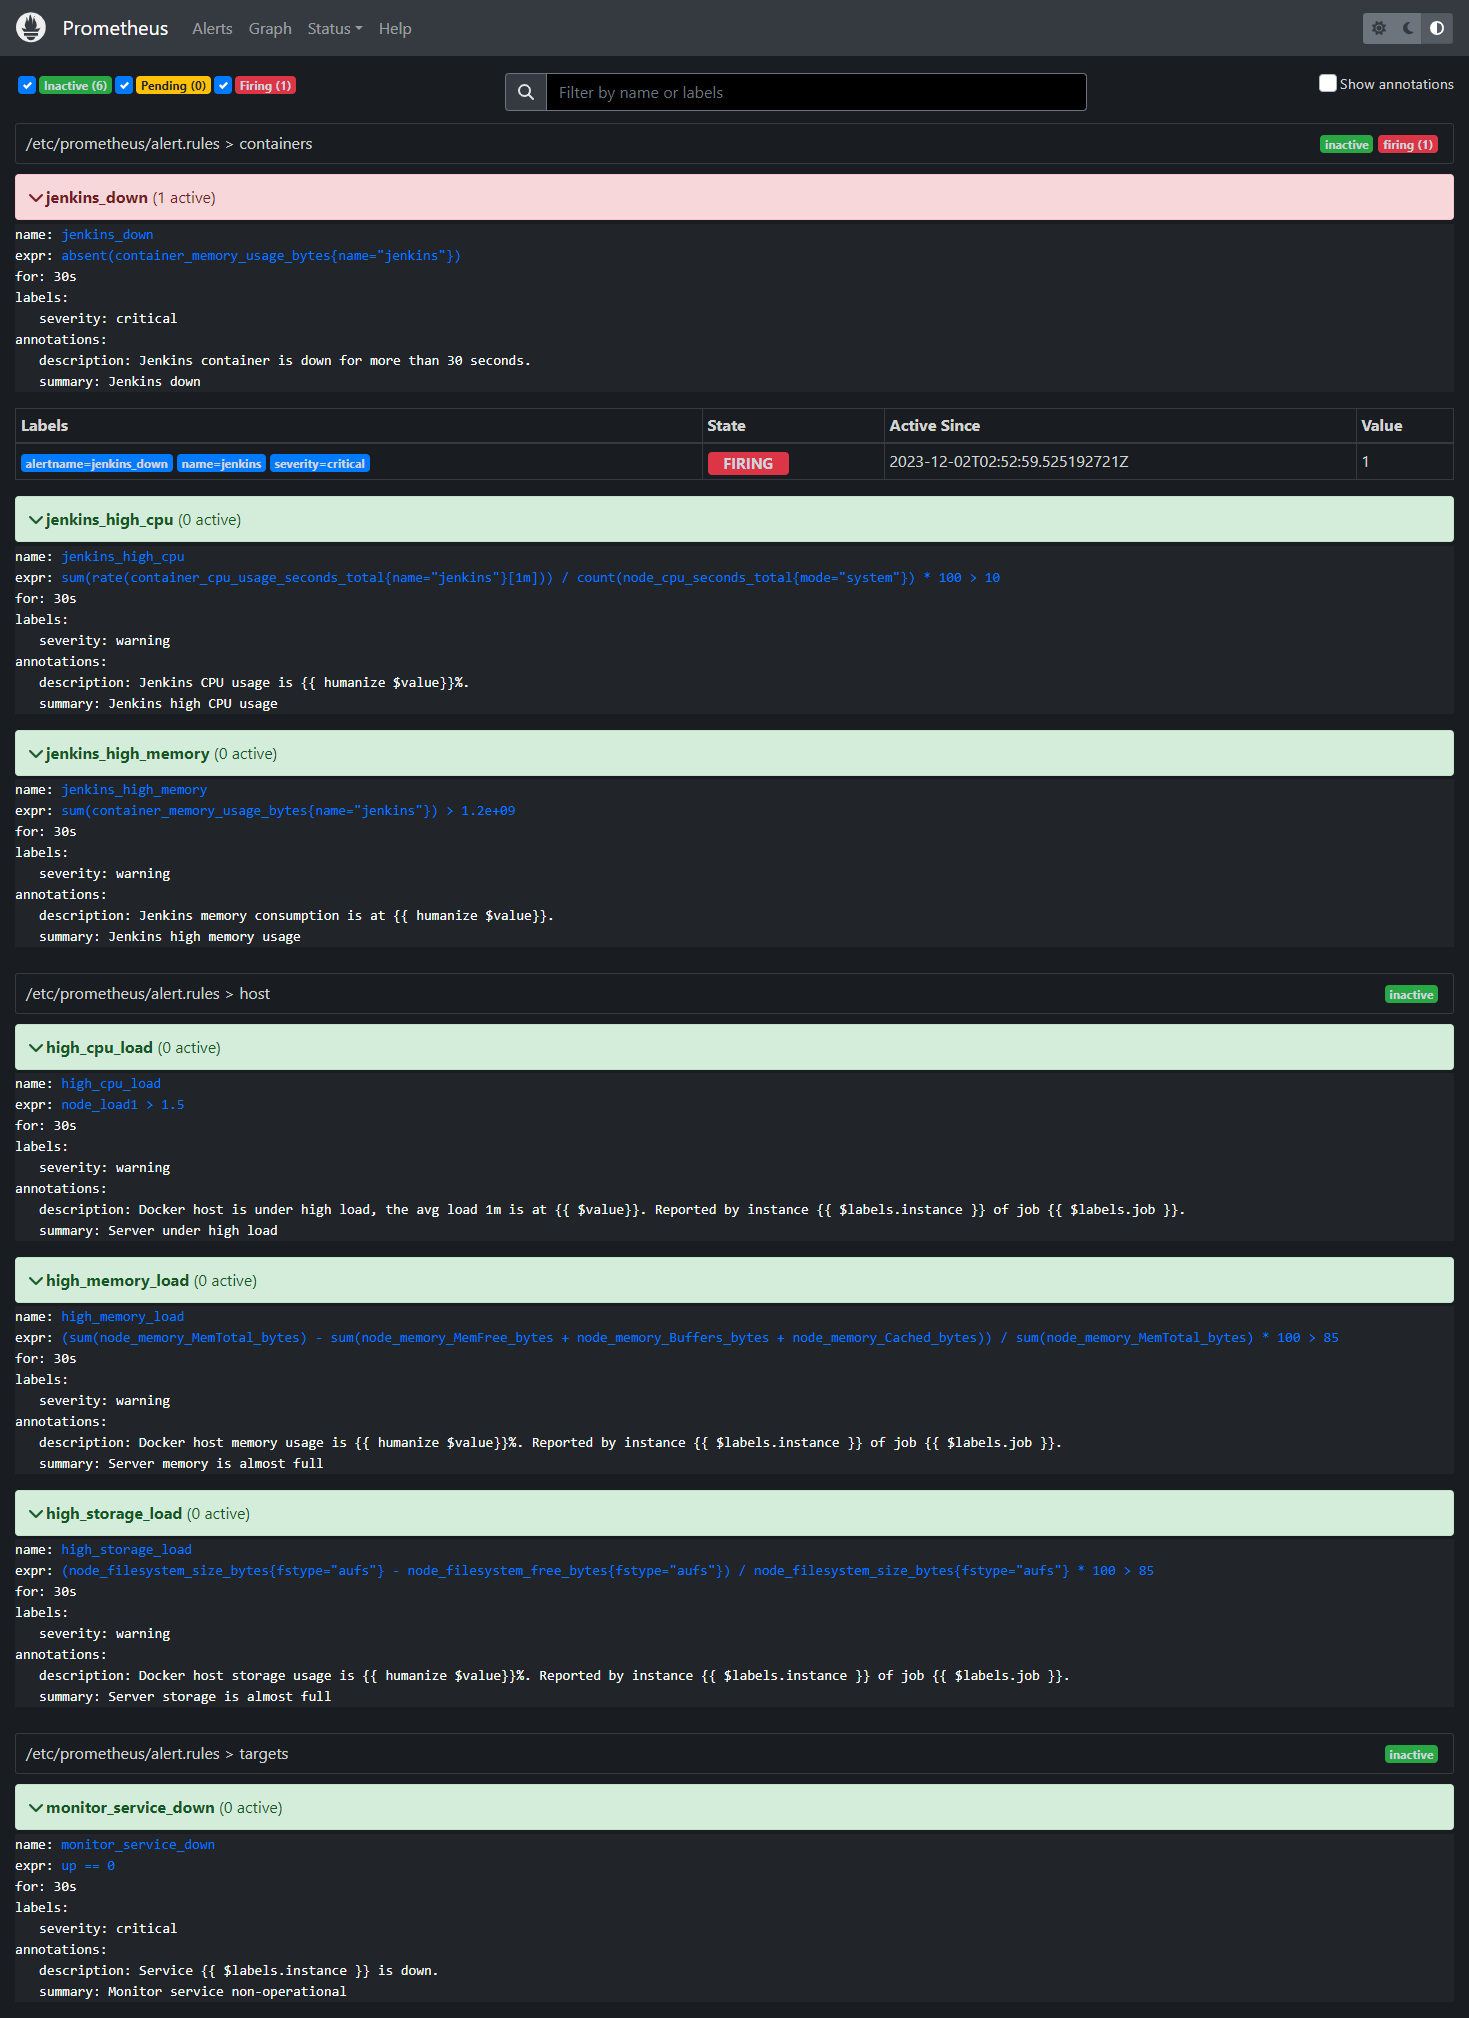 Prometheus Alerts Graph Status Help
Inactive (6) Pending (0) Firing (1) Filter by name or labels Show annotations
/etc/prometheus/alert.rules > containers inactive firing (1)
jenkins_down (1 active)
name: jenkins_down
expr: absent(container_memory_usage_bytes{name="jenkins"})
for: 30s
labels:
severity: critical
annotations:
description: Jenkins container is down for more than 30 seconds.
summary: Jenkins down
Labels State Active Since Value
alertname=jenkins_down name=jenkins severity=critical FIRING 2023-12-02T02:52:59.525192721Z 1
jenkins_high_cpu (0 active)
name: jenkins_high_cpu
expr: sum(rate(container_cpu_usage_seconds_total{name="jenkins"}[1m])) / count(node_cpu_seconds_total{mode="system"}) * 100 > 10
for: 30s
labels:
severity: warning
annotations:
description: Jenkins CPU usage is {{ humanize $value}}%.
summary: Jenkins high CPU usage
jenkins_high_memory (0 active)
name: jenkins_high_memory
expr: sum(container_memory_usage_bytes{name="jenkins"}) > 1.2e+09
for: 30s
labels:
severity: warning
annotations:
description: Jenkins memory consumption is at {{ humanize $value}}.
summary: Jenkins high memory usage
/etc/prometheus/alert.rules > host inactive
high_cpu_load (0 active)
name: high_cpu_load
expr: node_load1 > 1.5
for: 30s
labels:
severity: warning
annotations:
description: Docker host is under high load, the avg load 1m is at {{ $value}}. Reported by instance {{ $labels.instance }} of job {{ $labels.job }}.
summary: Server under high load
high_memory_load (0 active)
name: high_memory_load
expr: (sum(node_memory_MemTotal_bytes) - sum(node_memory_MemFree_bytes + node_memory_Buffers_bytes + node_memory_Cached_bytes)) / sum(node_memory_MemTotal_bytes) * 100 > 85
for: 30s
labels:
severity: warning
annotations:
description: Docker host memory usage is {{ humanize $value}}%. Reported by instance {{ $labels.instance }} of job {{ $labels.job }}.
summary: Server memory is almost full
high_storage_load (0 active)
name: high_storage_load
expr: (node_filesystem_size_bytes{fstype="aufs"} - node_filesystem_free_bytes{fstype="aufs"}) / node_filesystem_size_bytes{fstype="aufs"} * 100 > 85
for: 30s
labels:
severity: warning
annotations:
description: Docker host storage usage is {{ humanize $value}}%. Reported by instance {{ $labels.instance }} of job {{ $labels.job }}.
summary: Server storage is almost full
/etc/prometheus/alert.rules > targets inactive
monitor_service_down (0 active)
name: monitor_service_down
expr: up == 0
for: 30s
labels:
severity: critical
annotations:
description: Service {{ $labels.instance }} is down.
summary: Monitor service non-operational